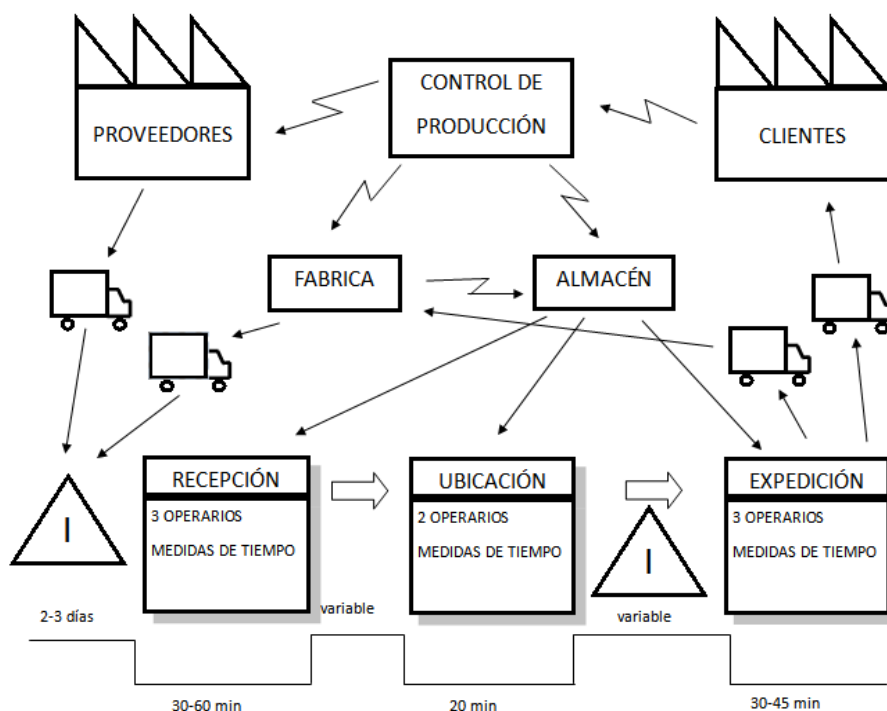 CONTROL DE
PRODUCCIÓN
PROVEEDORES
CLIENTES
FABRICA
ALMACÉN
RECEPCIÓN
UBICACIÓN
EXPEDICIÓN
I
3 OPERARIOS
MEDIDAS DE TIEMPO
2 OPERARIOS
MEDIDAS DE TIEMPO
I
3 OPERARIOS
MEDIDAS DE TIEMPO
2-3 días
variable
variable
30-60 min
20 min
30-45 min